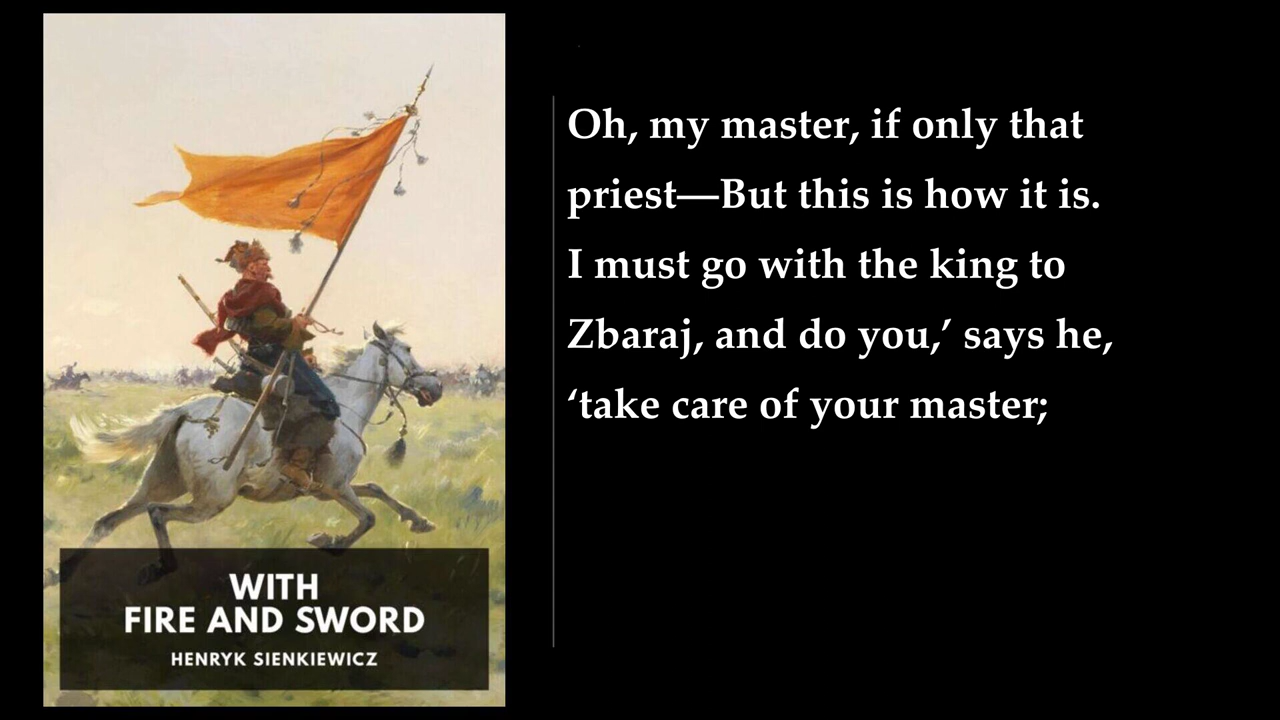 WITH
FIRE AND SWORD
HENRYK SIENKIEWICZ
Oh, my master, if only that
priest—But this is how it is.
I must go with the king to
Zbaraj, and do you,’ says he,
‘take care of your master;